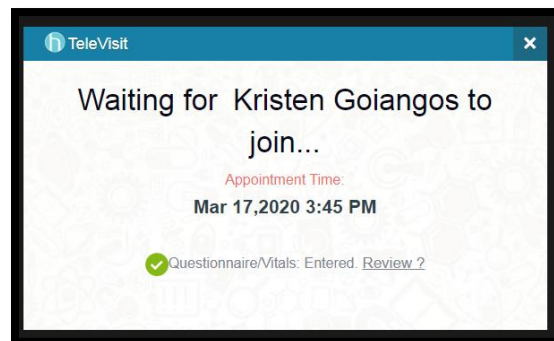 TeleVisit
Waiting for Kristen Goiangos to
join...
Appointment Time:
Mar 17,2020 3:45 PM
Questionnaire/Vitals: Entered. Review ?